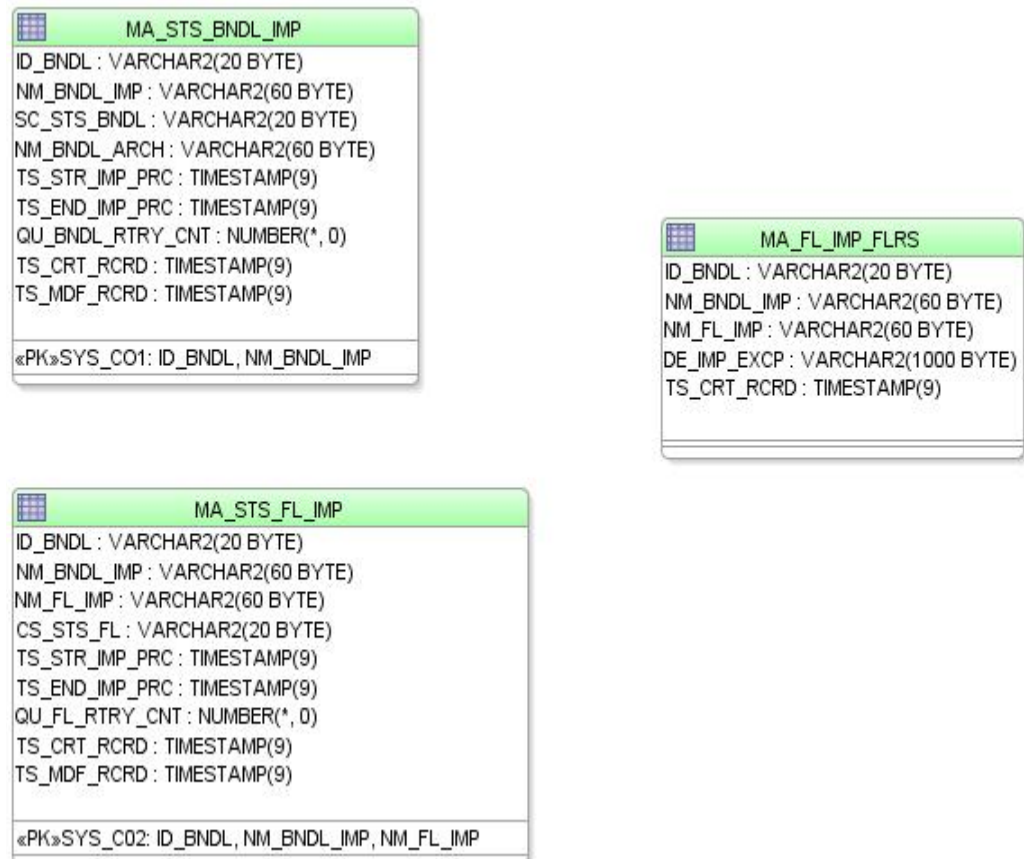 MA_STS_BNDL_IMP
ID_BNDL : VARCHAR2(20 BYTE)
NM_BNDL_IMP : VARCHAR2(60 BYTE)
SC_STS_BNDL : VARCHAR2(20 BYTE)
NM_BNDL_ARCH : VARCHAR2(60 BYTE)
TS_STR_IMP_PRC : TIMESTAMP(9)
TS_END_IMP_PRC : TIMESTAMP(9)
QU_BNDL_RTRY_CNT : NUMBER(*, 0)
TS_CRT_RCRD : TIMESTAMP(9)
TS_MDF_RCRD : TIMESTAMP(9)
«PK»SYS_CO1: ID_BNDL, NM_BNDL_IMP
MA_FL_IMP_FLRS
ID_BNDL : VARCHAR2(20 BYTE)
NM_BNDL_IMP : VARCHAR2(60 BYTE)
NM_FL_IMP : VARCHAR2(60 BYTE)
DE_IMP_EXCP : VARCHAR2(1000 BYTE)
TS_CRT_RCRD : TIMESTAMP(9)
MA_STS_FL_IMP
ID_BNDL : VARCHAR2(20 BYTE)
NM_BNDL_IMP : VARCHAR2(60 BYTE)
NM_FL_IMP : VARCHAR2(60 BYTE)
CS_STS_FL : VARCHAR2(20 BYTE)
TS_STR_IMP_PRC : TIMESTAMP(9)
TS_END_IMP_PRC : TIMESTAMP(9)
QU_FL_RTRY_CNT : NUMBER(*, 0)
TS_CRT_RCRD : TIMESTAMP(9)
TS_MDF_RCRD : TIMESTAMP(9)
«PK»SYS_C02: ID_BNDL, NM_BNDL_IMP, NM_FL_IMP